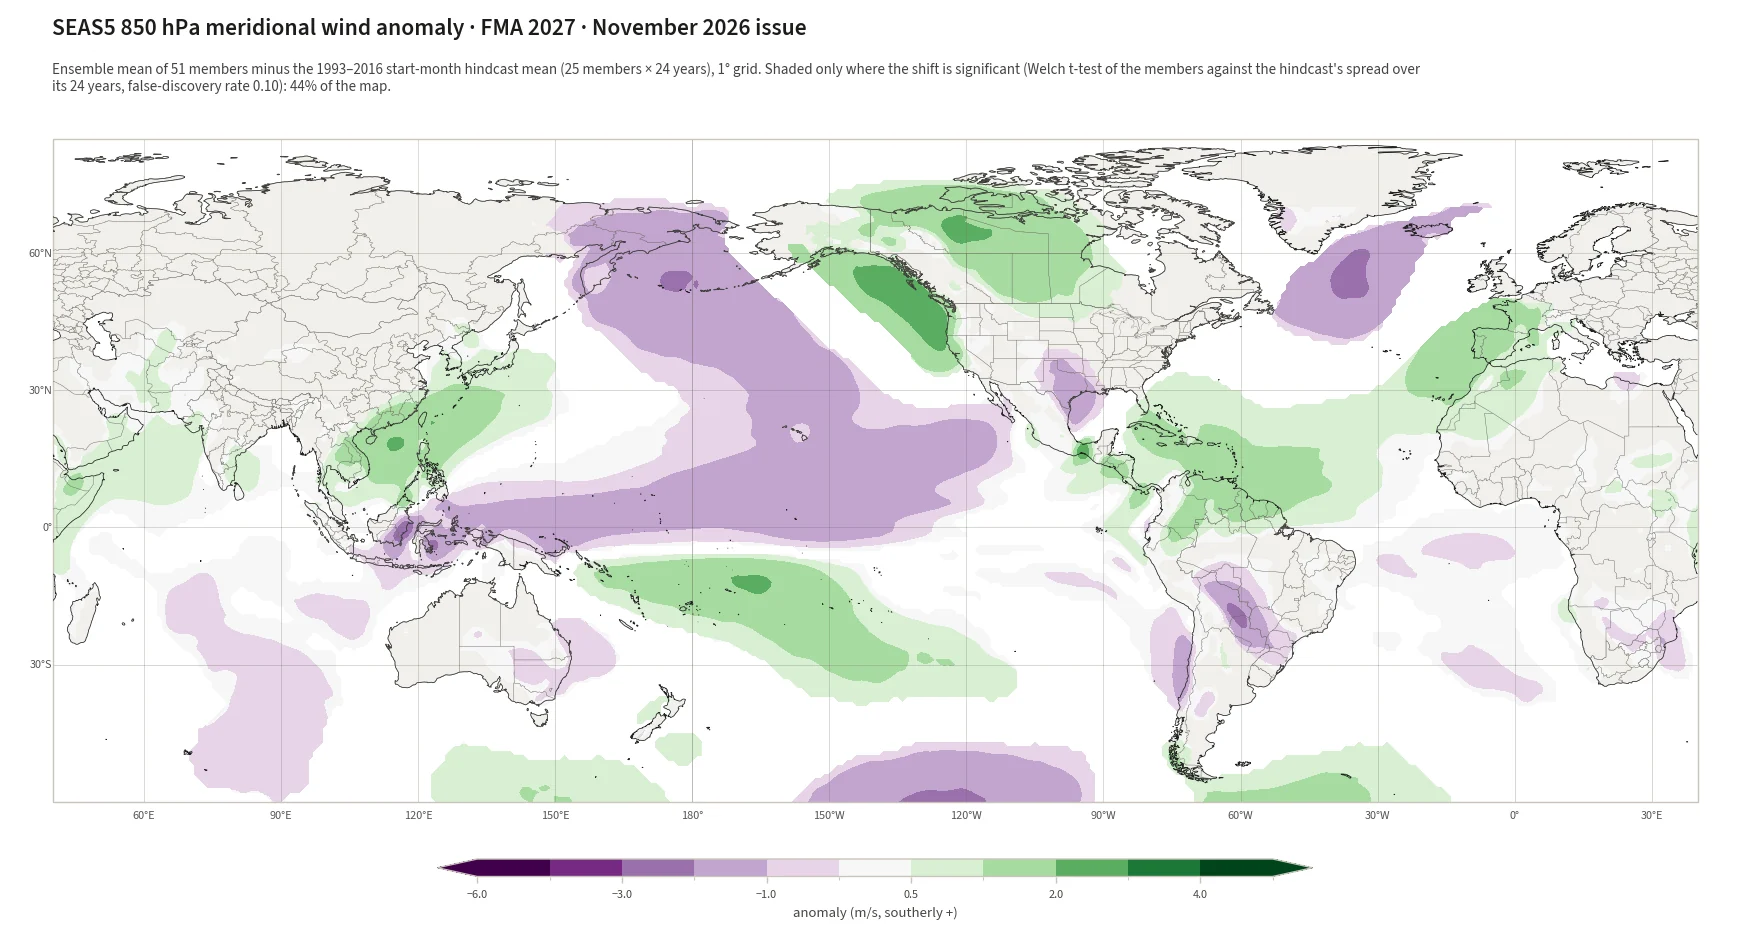 SEAS5 850 hPa meridional wind anomaly · FMA 2027 · November 2026 issue
Ensemble mean of 51 members minus the 1993–2016 start-month hindcast mean (25 members × 24 years), 1° grid. Shaded only where the shift is significant (Welch t-test of the members against the hindcast's spread over
its 24 years, false-discovery rate 0.10): 44% of the map.
60°N
30°N
0°
30°S
60°E 90°E 120°E 150°E 180° 150°W 120°W 90°W 60°W 30°W 0° 30°E
−6.0 −3.0 −1.0 0.5 2.0 4.0
anomaly (m/s, southerly +)